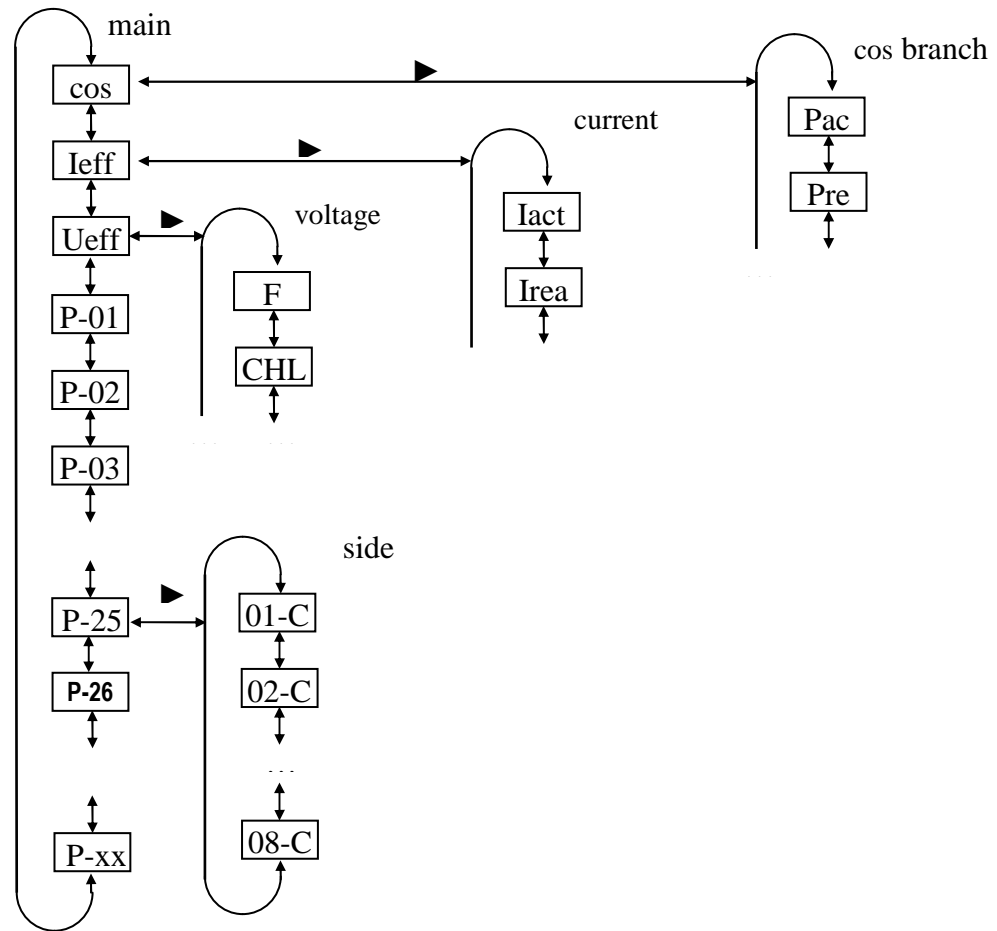 main
cos
Ieff
Ueff
P-01
P-02
P-03
P-25
P-26
P-xx
voltage
F
CHL
. . .
. . .
side
01-C
02-C
. . .
08-C
current
Iact
Irea
cos branch
Pac
Pre
. . .